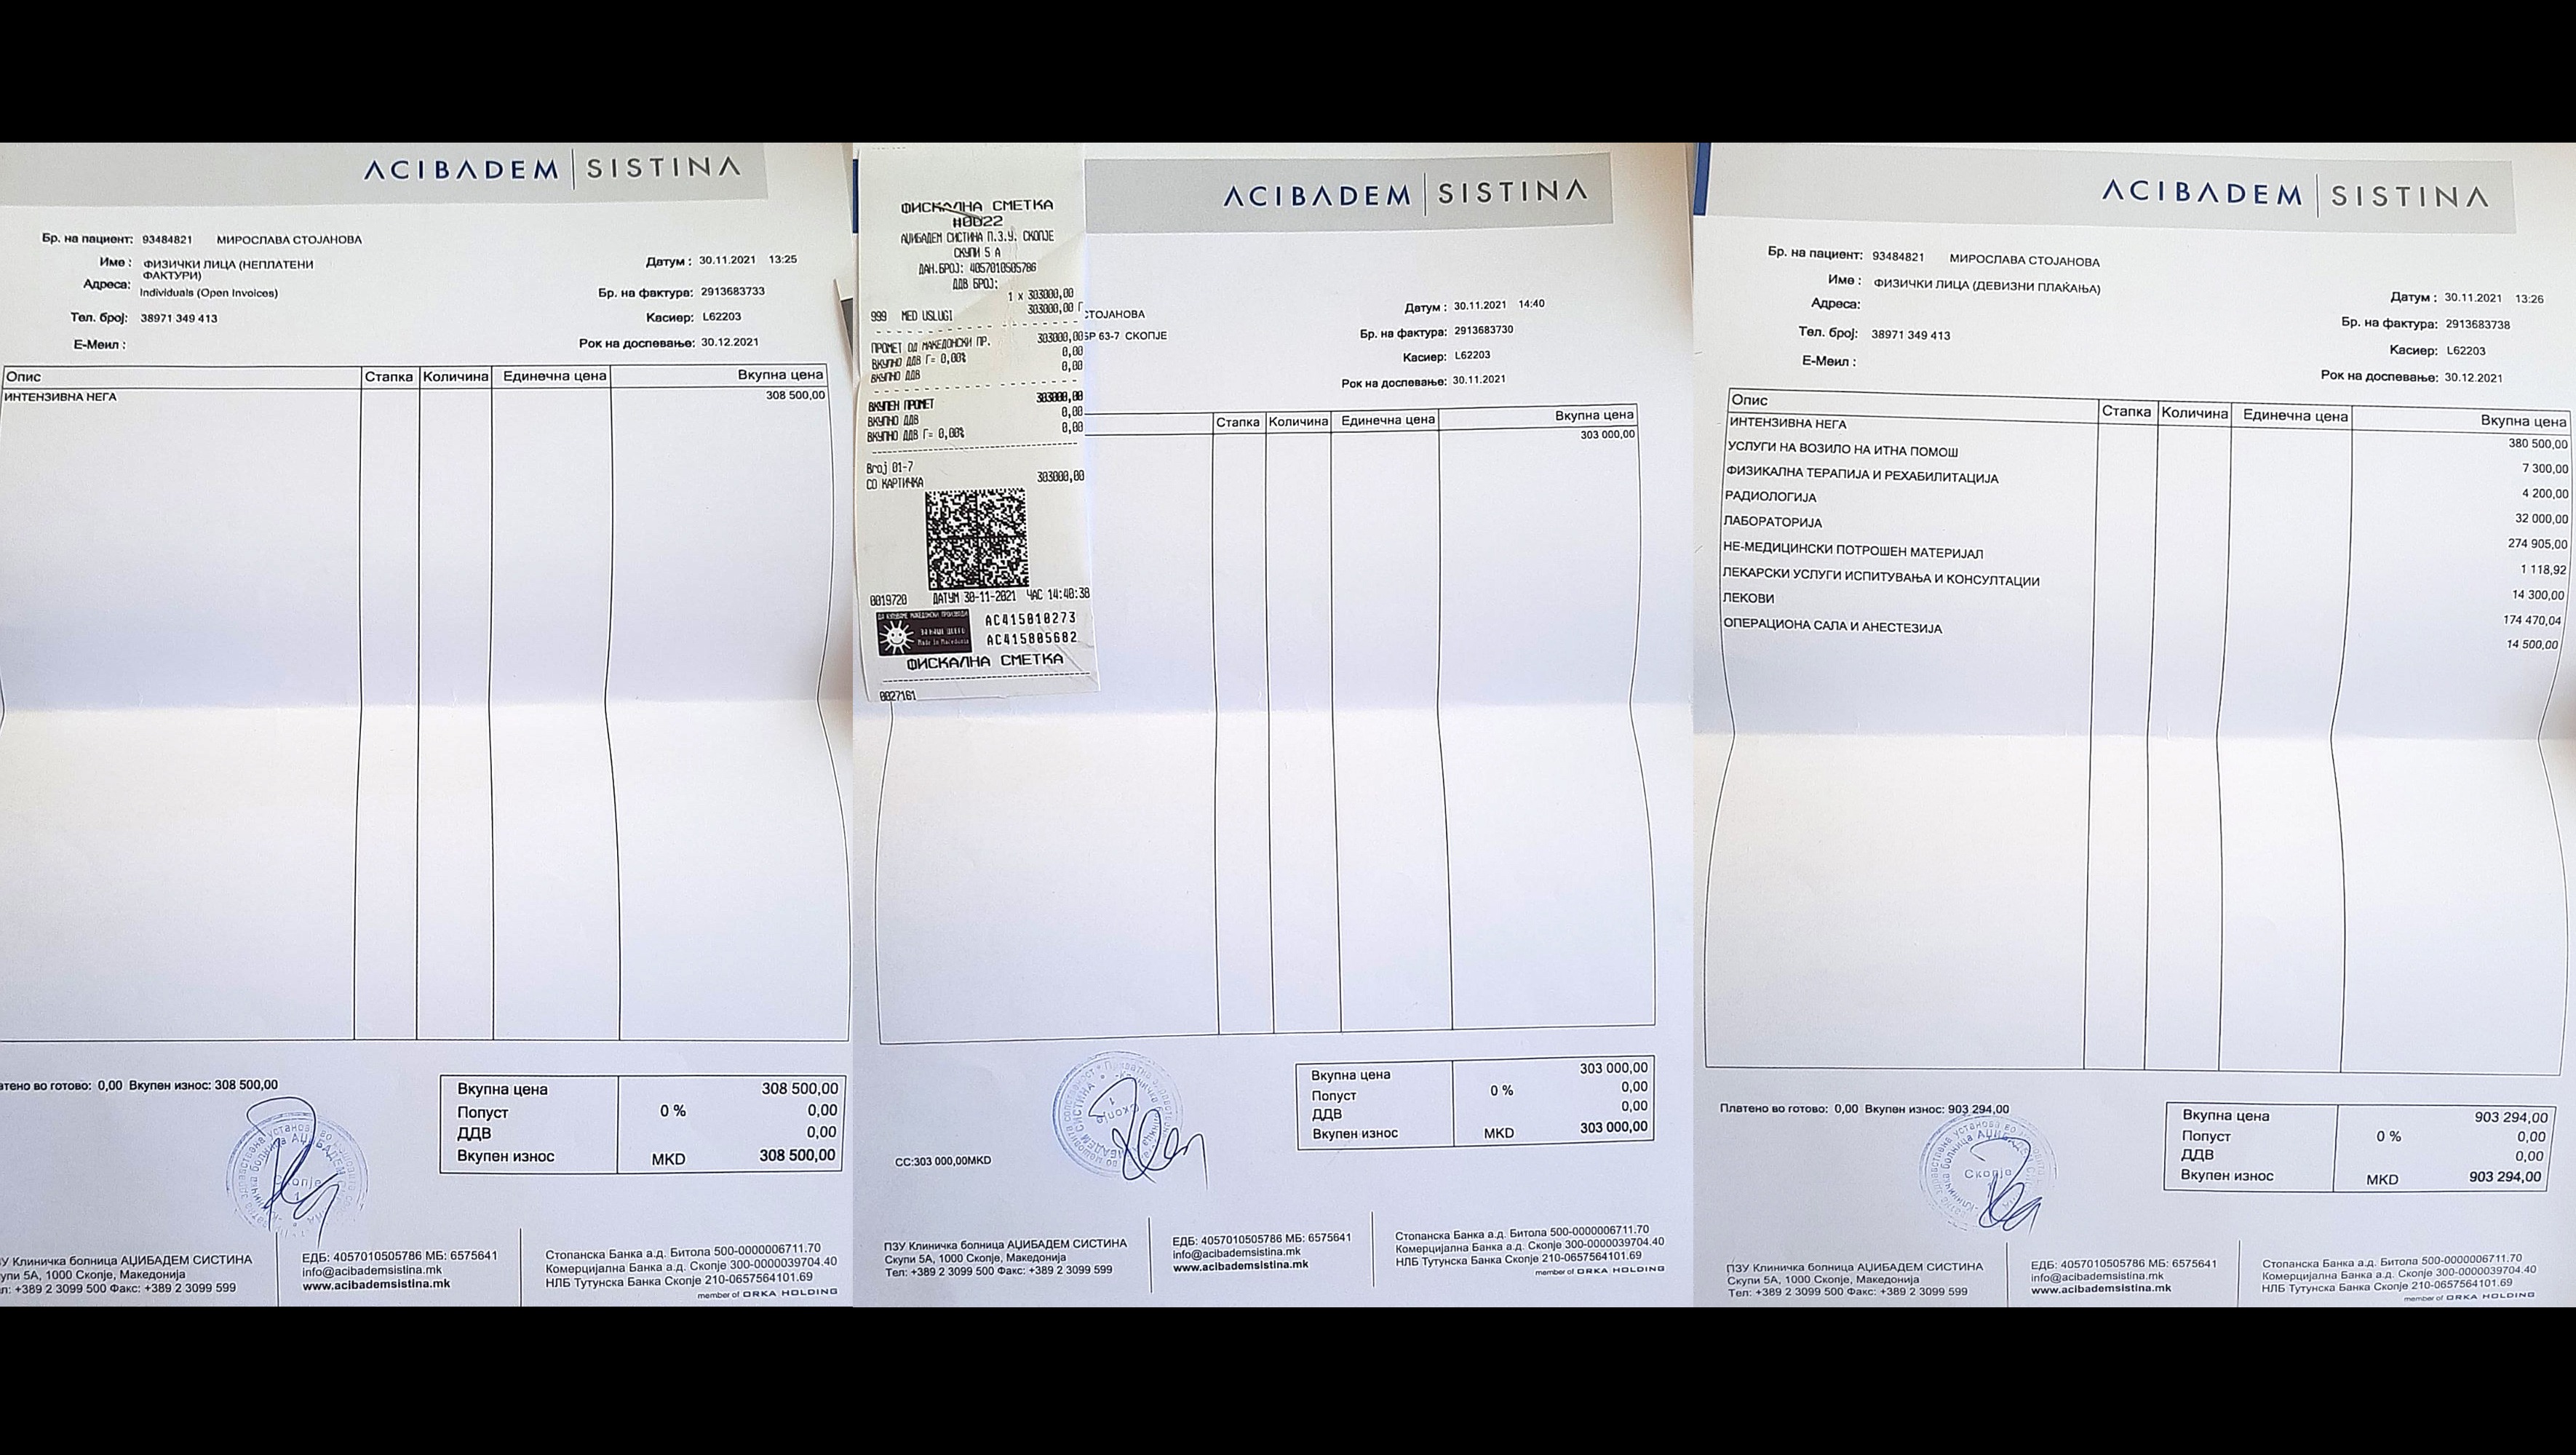 ACIBADEM | SISTINA
Бр. на пациент: 93484821 МИРОСЛАВА СТОЈАНОВА
Име : ФИЗИЧКИ ЛИЦА (НЕПЛАТЕНИ
ФАКТУРИ)
Адреса: Individuals (Open Invoices)
Тел. број: 38971 349 413
Е-Меил :
Датум : 30.11.2021 13:25
Бр. на фактура: 2913683733
Касиер: L62203
Рок на доспевање: 30.12.2021
Опис Стапка Количина Единечна цена Вкупна цена
ИНТЕНЗИВНА НЕГА 308 500,00
атено во готово: 0,00 Вкупен износ: 308 500,00
Вкупна цена 308 500,00
Попуст 0 % 0,00
ДДВ 0,00
Вкупен износ MKD 308 500,00
Скопје
1
ЗУ Клиничка болница АЏИБАДЕМ СИСТИНА
упи 5А, 1000 Скопје, Македонија
л: +389 2 3099 500 Факс: +389 2 3099 599
ЕДБ: 4057010505786 МБ: 6575641
info@acibademsistina.mk
www.acibademsistina.mk
Стопанска Банка а.д. Битола 500-0000006711.70
Комерцијална Банка а.д. Скопје 300-0000039704.40
НЛБ Тутунска Банка Скопје 210-0657564101.69
member of ORKA HOLDING
ФИСКАЛНА СМЕТКА
#0022
АЏИБАДЕМ СИСТИНА П.З.У. СКОПЈЕ
СКУПИ 5 А
ДАН.БРОЈ: 4057010505786
ДДВ БРОЈ:
1 x 303000,00
999 MED USLUGI 303000,00 Г
ПРОМЕТ ОД МАКЕДОНСКИ ПР. 303000,00
ВКУПНО ДДВ Г= 0,00% 0,00
ВКУПНО ДДВ 0,00
ВКУПЕН ПРОМЕТ 303000,00
ВКУПНО ДДВ 0,00
ВКУПНО ДДВ Г= 0,00% 0,00
Broj 01-7
СО КАРТИЧКА 303000,00
0019720 ДАТУМ 30-11-2021 ЧАС 14:40:38
ДА КУПУВАМЕ МАКЕДОНСКИ ПРОИЗВОДИ
ЗА НАШЕ ДОБРО
Made In Macedonia
AC415010273
AC415805682
ФИСКАЛНА СМЕТКА
0027161
ACIBADEM | SISTINA
СТОЈАНОВА
БР 63-7 СКОПЈЕ
Датум : 30.11.2021 14:40
Бр. на фактура: 2913683730
Касиер: L62203
Рок на доспевање: 30.11.2021
Стапка Количина Единечна цена Вкупна цена
303 000,00
Вкупна цена 303 000,00
Попуст 0 % 0,00
ДДВ 0,00
Вкупен износ MKD 303 000,00
CC:303 000,00MKD
Скопје
1
ПЗУ Клиничка болница АЏИБАДЕМ СИСТИНА
Скупи 5А, 1000 Скопје, Македонија
Тел: +389 2 3099 500 Факс: +389 2 3099 599
ЕДБ: 4057010505786 МБ: 6575641
info@acibademsistina.mk
www.acibademsistina.mk
Стопанска Банка а.д. Битола 500-0000006711.70
Комерцијална Банка а.д. Скопје 300-0000039704.40
НЛБ Тутунска Банка Скопје 210-0657564101.69
member of ORKA HOLDING
ACIBADEM | SISTINA
Бр. на пациент: 93484821 МИРОСЛАВА СТОЈАНОВА
Име : ФИЗИЧКИ ЛИЦА (ДЕВИЗНИ ПЛАЌАЊА)
Адреса:
Тел. број: 38971 349 413
Е-Меил :
Датум : 30.11.2021 13:26
Бр. на фактура: 2913683738
Касиер: L62203
Рок на доспевање: 30.12.2021
Опис Стапка Количина Единечна цена Вкупна цена
ИНТЕНЗИВНА НЕГА 380 500,00
УСЛУГИ НА ВОЗИЛО НА ИТНА ПОМОШ 7 300,00
ФИЗИКАЛНА ТЕРАПИЈА И РЕХАБИЛИТАЦИЈА 4 200,00
РАДИОЛОГИЈА 32 000,00
ЛАБОРАТОРИЈА 274 905,00
НЕ-МЕДИЦИНСКИ ПОТРОШЕН МАТЕРИЈАЛ 1 118,92
ЛЕКАРСКИ УСЛУГИ ИСПИТУВАЊА И КОНСУЛТАЦИИ 14 300,00
ЛЕКОВИ 174 470,04
ОПЕРАЦИОНА САЛА И АНЕСТЕЗИЈА 14 500,00
Платено во готово: 0,00 Вкупен износ: 903 294,00
Вкупна цена 903 294,00
Попуст 0 % 0,00
ДДВ 0,00
Вкупен износ MKD 903 294,00
Скопје
ПЗУ Клиничка болница АЏИБАДЕМ СИСТИНА
Скупи 5А, 1000 Скопје, Македонија
Тел: +389 2 3099 500 Факс: +389 2 3099 599
ЕДБ: 4057010505786 МБ: 6575641
info@acibademsistina.mk
www.acibademsistina.mk
Стопанска Банка а.д. Битола 500-0000006711.70
Комерцијална Банка а.д. Скопје 300-0000039704.40
НЛБ Тутунска Банка Скопје 210-0657564101.69
member of ORKA HOLDING